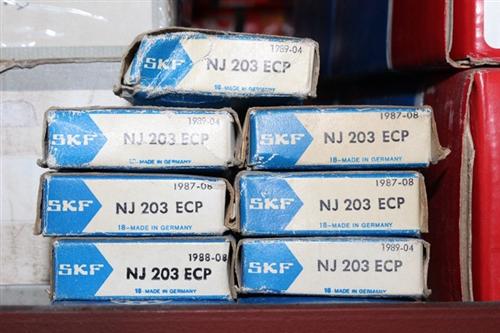 1989-04
SKF NJ 203 ECP
18-MADE IN GERMANY
1989-04
SKF NJ 203 ECP
18-MADE IN GERMANY
1987-08
SKF NJ 203 ECP
18-MADE IN GERMANY
1987-08
SKF NJ 203 ECP
18-MADE IN GERMANY
1987-08
SKF NJ 203 ECP
18-MADE IN GERMANY
1988-08
SKF NJ 203 ECP
18-MADE IN GERMANY
1989-04
SKF NJ 203 ECP
18-MADE IN GERMANY